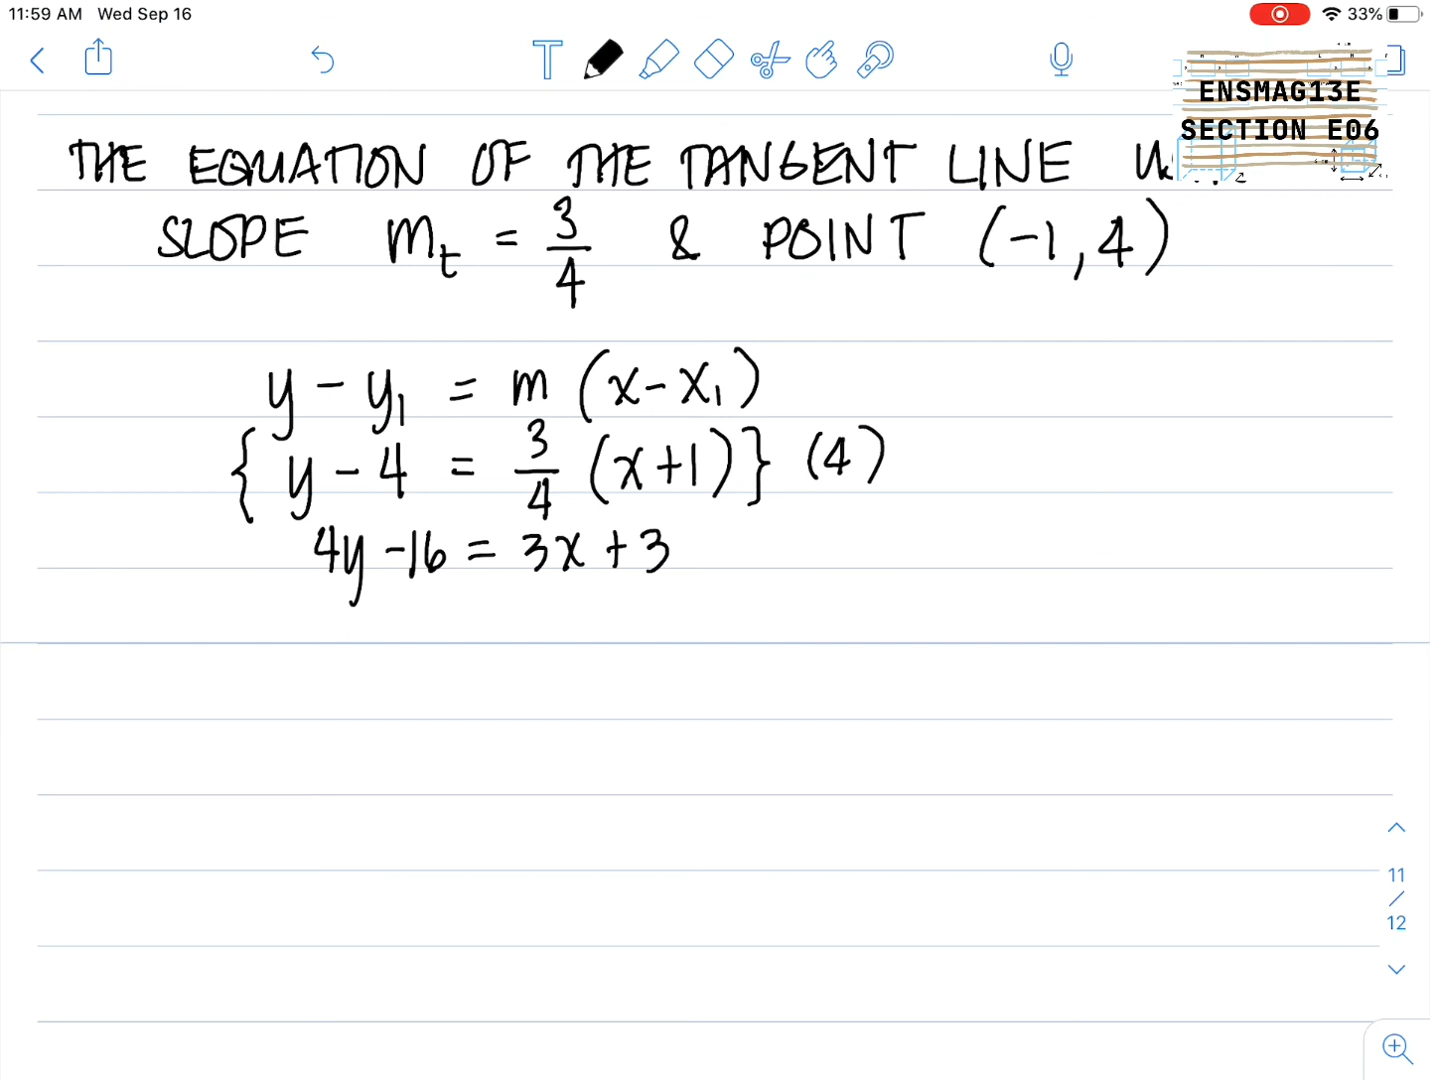 11:59 AM Wed Sep 16
33%
ENSMAG13E
SECTION E06
THE EQUATION OF THE TANGENT LINE
SLOPE m_t = 3/4 & POINT (-1,4)
y - y₁ = m (x - x₁)
{ y - 4 = 3/4 (x+1) } (4)
4y - 16 = 3x + 3
11
/
12